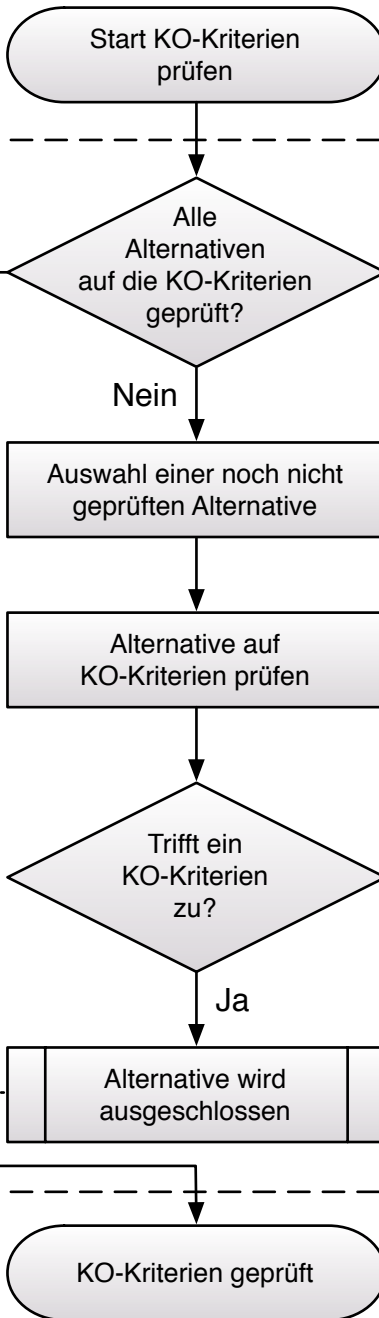 Start KO-Kriterien
prüfen
Alle
Alternativen
auf die KO-Kriterien
geprüft?
Nein
Auswahl einer noch nicht
geprüften Alternative
Alternative auf
KO-Kriterien prüfen
Trifft ein
KO-Kriterien
zu?
Ja
Alternative wird
ausgeschlossen
KO-Kriterien geprüft